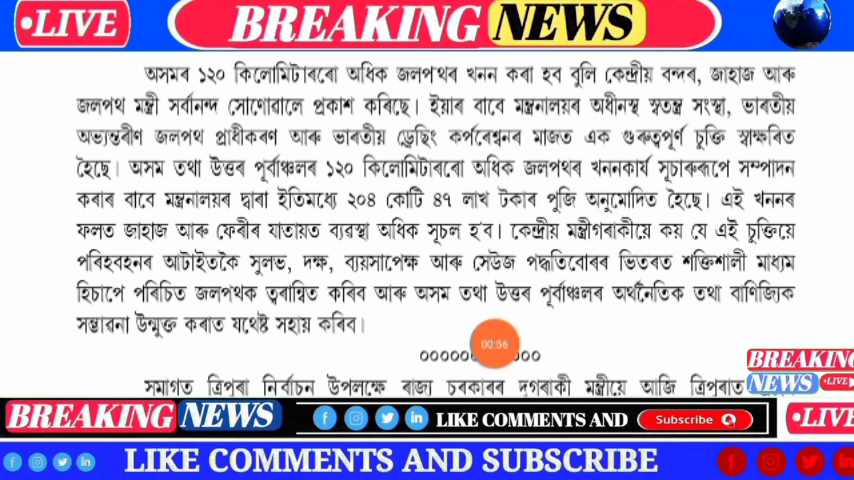 •LIVE BREAKING NEWS
অসমৰ ১২০ কিলোমিটাৰৰো অধিক জলপথৰ খনন কৰা হব বুলি কেন্দ্ৰীয় বন্দৰ, জাহাজ আৰু
জলপথ মন্ত্ৰী সৰ্বানন্দ সোণোৱালে প্ৰকাশ কৰিছে। ইয়াৰ বাবে মন্ত্ৰনালয়ৰ অধীনস্থ স্বতন্ত্ৰ সংস্থা, ভাৰতীয়
অভ্যন্তৰীণ জলপথ প্ৰাধীকৰণ আৰু ভাৰতীয় ড্ৰেছিং কৰ্পৰেশ্বনৰ মাজত এক গুৰুত্বপূৰ্ণ চুক্তি স্বাক্ষৰিত
হৈছে। অসম তথা উত্তৰ পূৰ্বাঞ্চলৰ ১২০ কিলোমিটাৰৰো অধিক জলপথৰ খননকাৰ্য সূচাৰুৰূপে সম্পাদন
কৰাৰ বাবে মন্ত্ৰনালয়ৰ দ্বাৰা ইতিমধ্যে ২০৪ কোটি ৪৭ লাখ টকাৰ পুজি অনুমোদিত হৈছে। এই খননৰ
ফলত জাহাজ আৰু ফেৰীৰ যাতায়ত ব্যৱস্থা অধিক সূচল হ'ব। কেন্দ্ৰীয় মন্ত্ৰীগৰাকীয়ে কয় যে এই চুক্তিয়ে
পৰিহবহনৰ আটাইতকৈ সুলভ, দক্ষ, ব্যয়সাপেক্ষ আৰু সেউজ পদ্ধতিবোৰৰ ভিতৰত শক্তিশালী মাধ্যম
হিচাপে পৰিচিত জলপথক ত্বৰান্বিত কৰিব আৰু অসম তথা উত্তৰ পূৰ্বাঞ্চলৰ অৰ্থনৈতিক তথা বাণিজ্যিক
সম্ভাৱনা উন্মুক্ত কৰাত যথেষ্ট সহায় কৰিব।
00:56
সমাগত ত্ৰিপুৰা নিৰ্বাচন উপলক্ষে ৰাজ্য চৰকাৰৰ দুগৰাকী মন্ত্ৰীয়ে আজি ত্ৰিপুৰাত
BREAKING
NEWS •LIVE
BREAKING NEWS LIKE COMMENTS AND Subscribe •LIVE
LIKE COMMENTS AND SUBSCRIBE